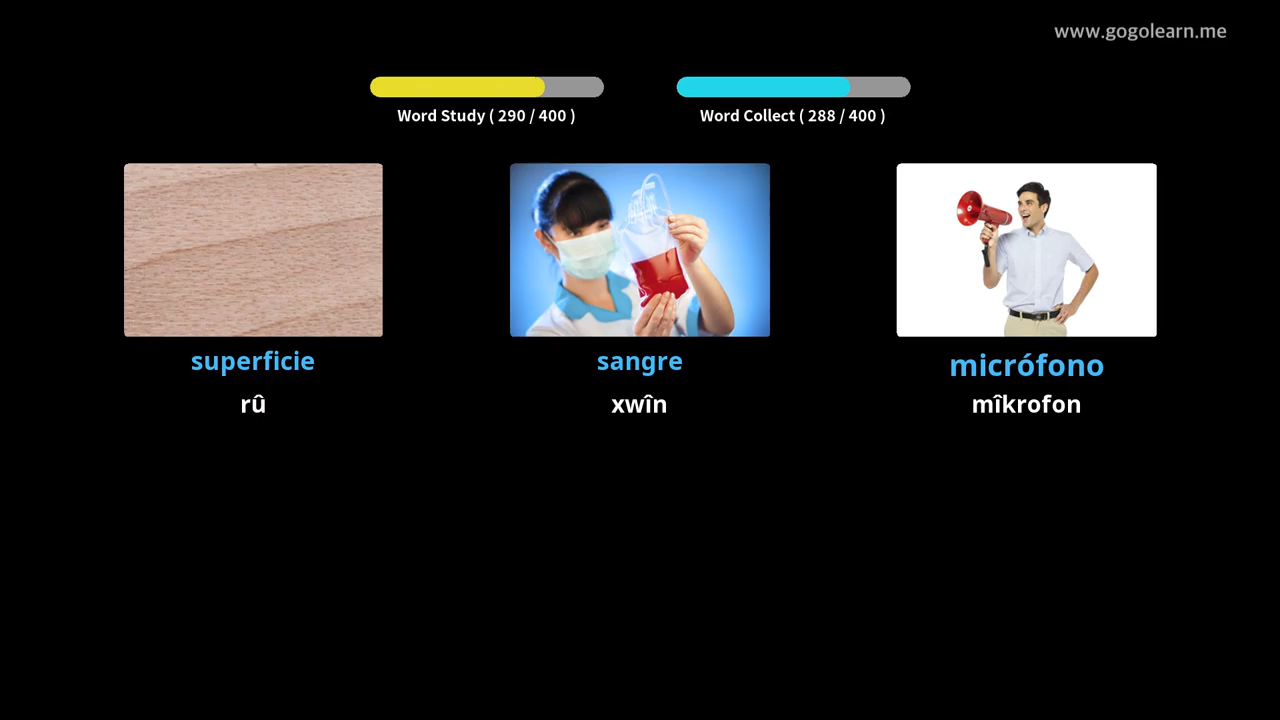 www.gogolearn.me
Word Study ( 290 / 400 )
Word Collect ( 288 / 400 )
superficie
sangre
micrófono
rû
xwîn
mîkrofon